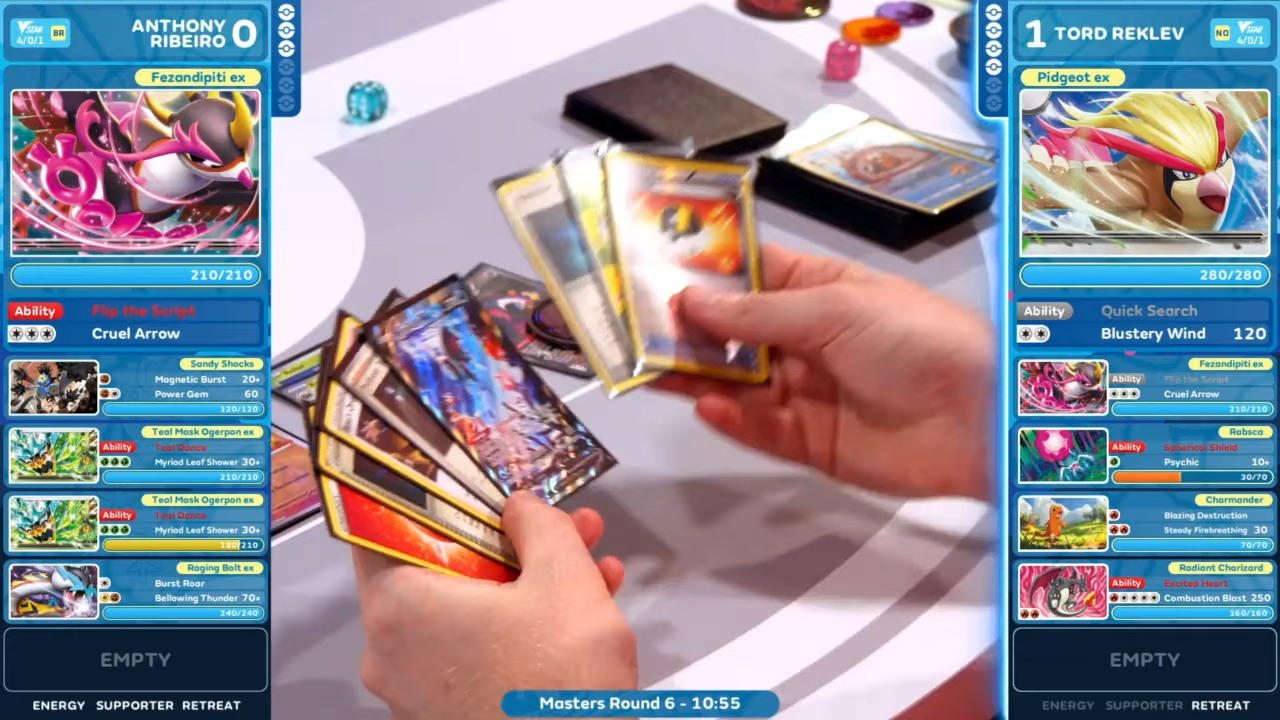 VSTAR
4/0/1
BR
ANTHONY
RIBEIRO
0
Fezandipiti ex
210/210
Ability
Flip the Script
Cruel Arrow
Sandy Shocks
Magnetic Burst 20+
Power Gem 60
120/120
Teal Mask Ogerpon ex
Ability
Teal Dance
Myriad Leaf Shower 30+
210/210
Teal Mask Ogerpon ex
Ability
Teal Dance
Myriad Leaf Shower 30+
180/210
Raging Bolt ex
Burst Roar
Bellowing Thunder 70×
240/240
EMPTY
ENERGY SUPPORTER RETREAT
Masters Round 6 - 10:55
1
TORD REKLEV
NO
VSTAR
4/0/1
Pidgeot ex
280/280
Ability
Quick Search
Blustery Wind 120
Fezandipiti ex
Ability
Flip the Script
Cruel Arrow
210/210
Rabsca
Ability
Spherical Shield
Psychic 10+
30/70
Charmander
Blazing Destruction
Steady Firebreathing 30
70/70
Radiant Charizard
Ability
Excited Heart
Combustion Blast 250
160/160
EMPTY
ENERGY SUPPORTER RETREAT